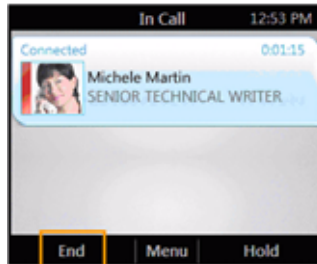 In Call 12:53 PM
Connected 0:01:15
Michele Martin
SENIOR TECHNICAL WRITER
End Menu Hold